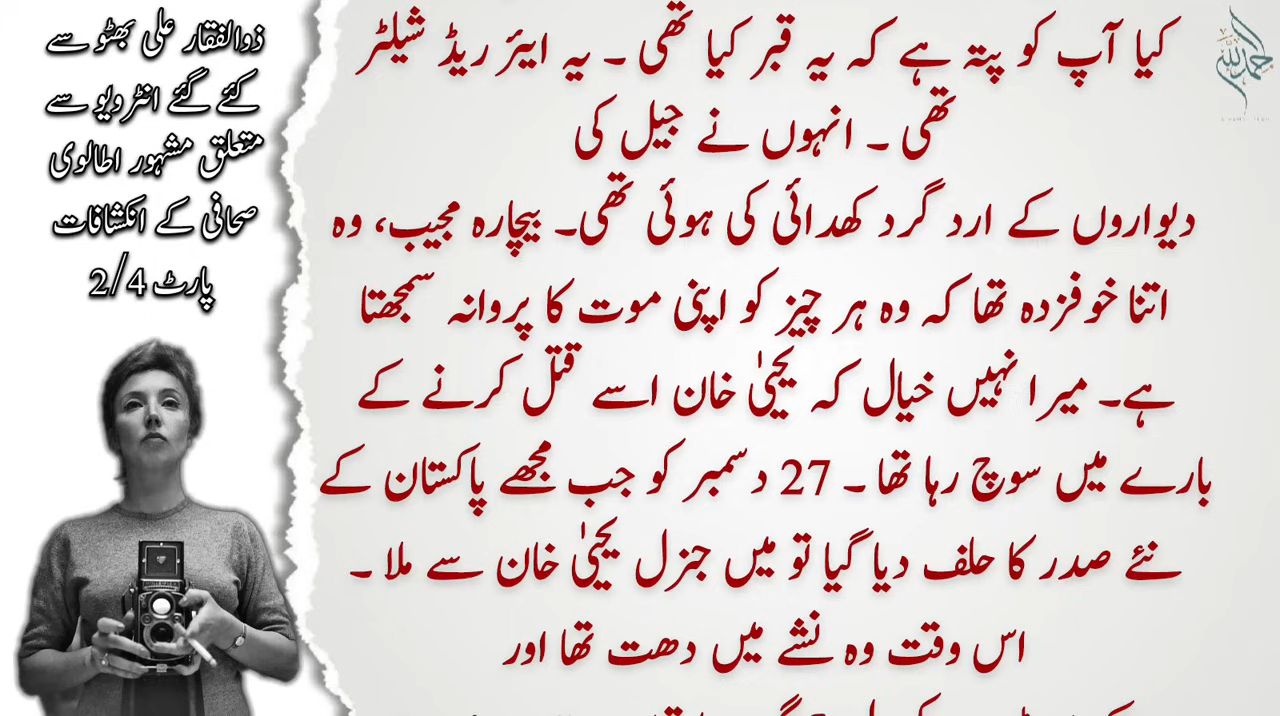 ذوالفقار علی بھٹو سے
کئے گئے انٹرویو سے
متعلق مشہور اطالوی
صحافی کے انکشافات
پارٹ 2/4
کیا آپ کو پتہ ہے کہ یہ قبر کیا تھی ۔ یہ ایئر ریڈ شیلٹر
تھی ۔ انہوں نے جیل کی
دیواروں کے ارد گرد کھدائی کی ہوئی تھی۔ بیچارہ مجیب، وہ
اتنا خوفزدہ تھا کہ وہ ہر چیز کو اپنی موت کا پروانہ سمجھتا
ہے۔ میرا نہیں خیال کہ یحییٰ خان اسے قتل کرنے کے
بارے میں سوچ رہا تھا ۔ 27 دسمبر کو جب مجھے پاکستان کے
نئے صدر کا حلف دیا گیا تو میں جنرل یحییٰ خان سے ملا ۔
اس وقت وہ نشے میں دھت تھا اور